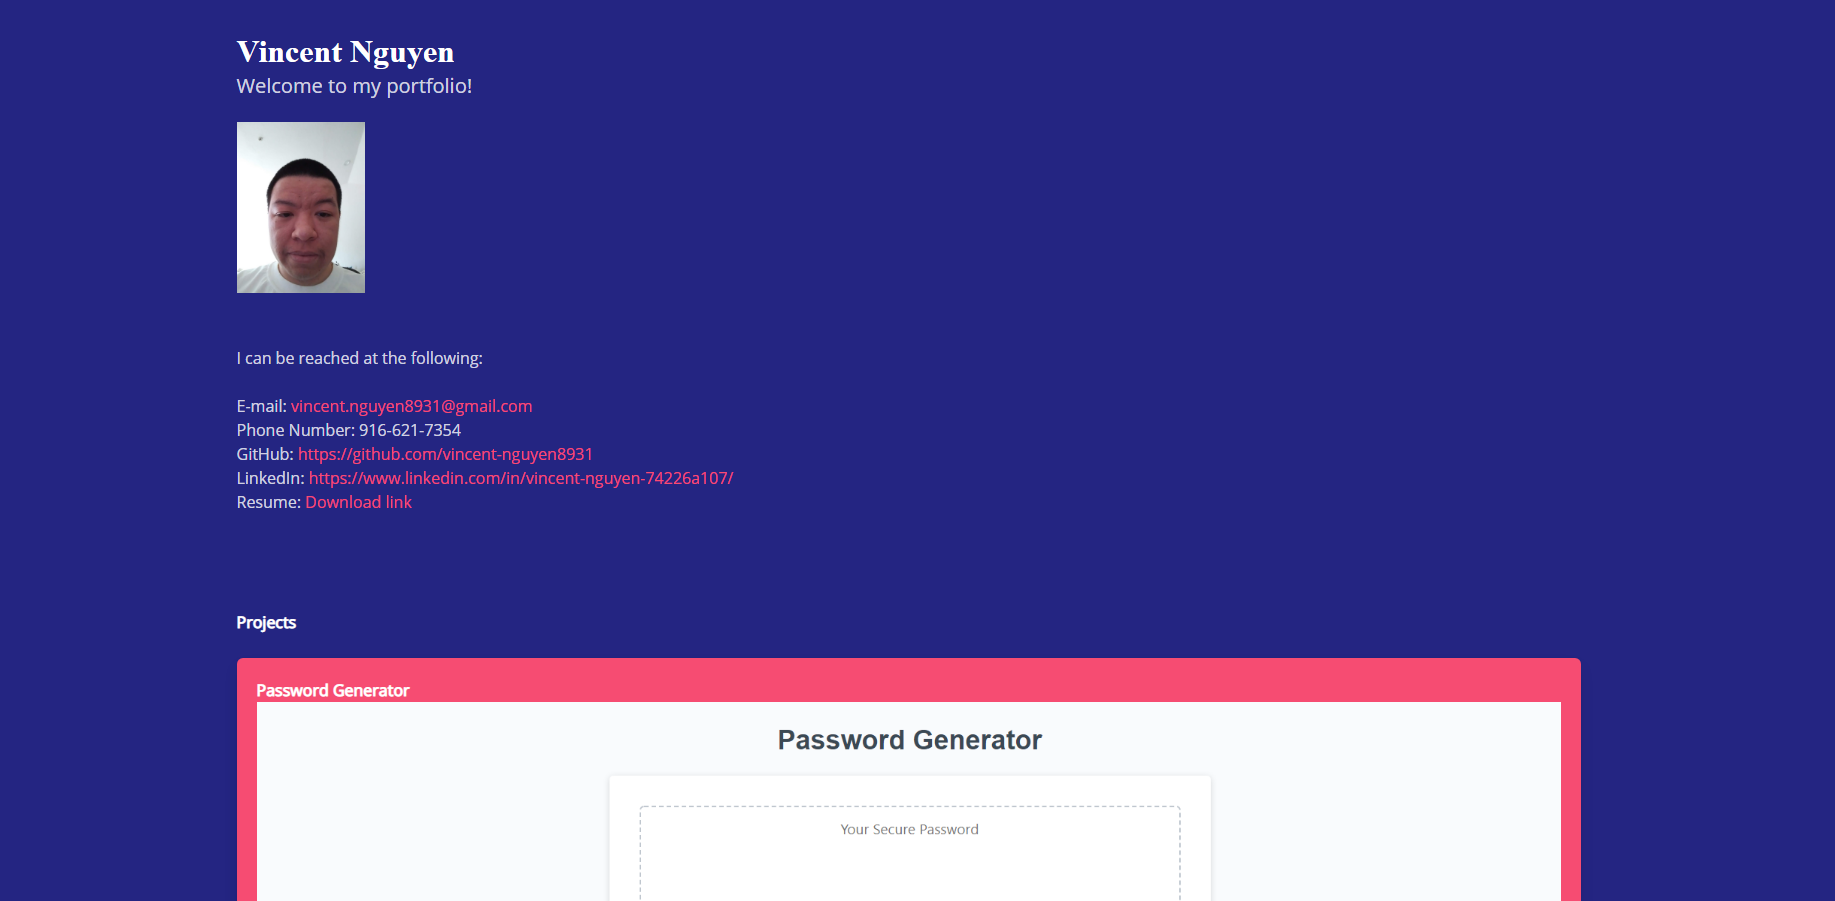 Vincent Nguyen
Welcome to my portfolio!
I can be reached at the following:
E-mail: vincent.nguyen8931@gmail.com
Phone Number: 916-621-7354
GitHub: https://github.com/vincent-nguyen8931
LinkedIn: https://www.linkedin.com/in/vincent-nguyen-74226a107/
Resume: Download link
Projects
Password Generator
Password Generator
Your Secure Password